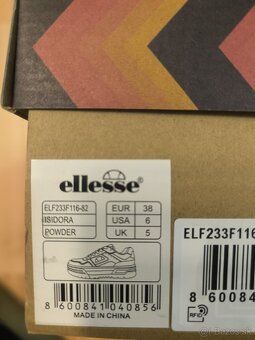 ellesse
ELF233F116-82 EUR 38
ISIDORA USA 6
POWDER UK 5
8 600841 040856
MADE IN CHINA
ELF233F116
8 60084
RFID